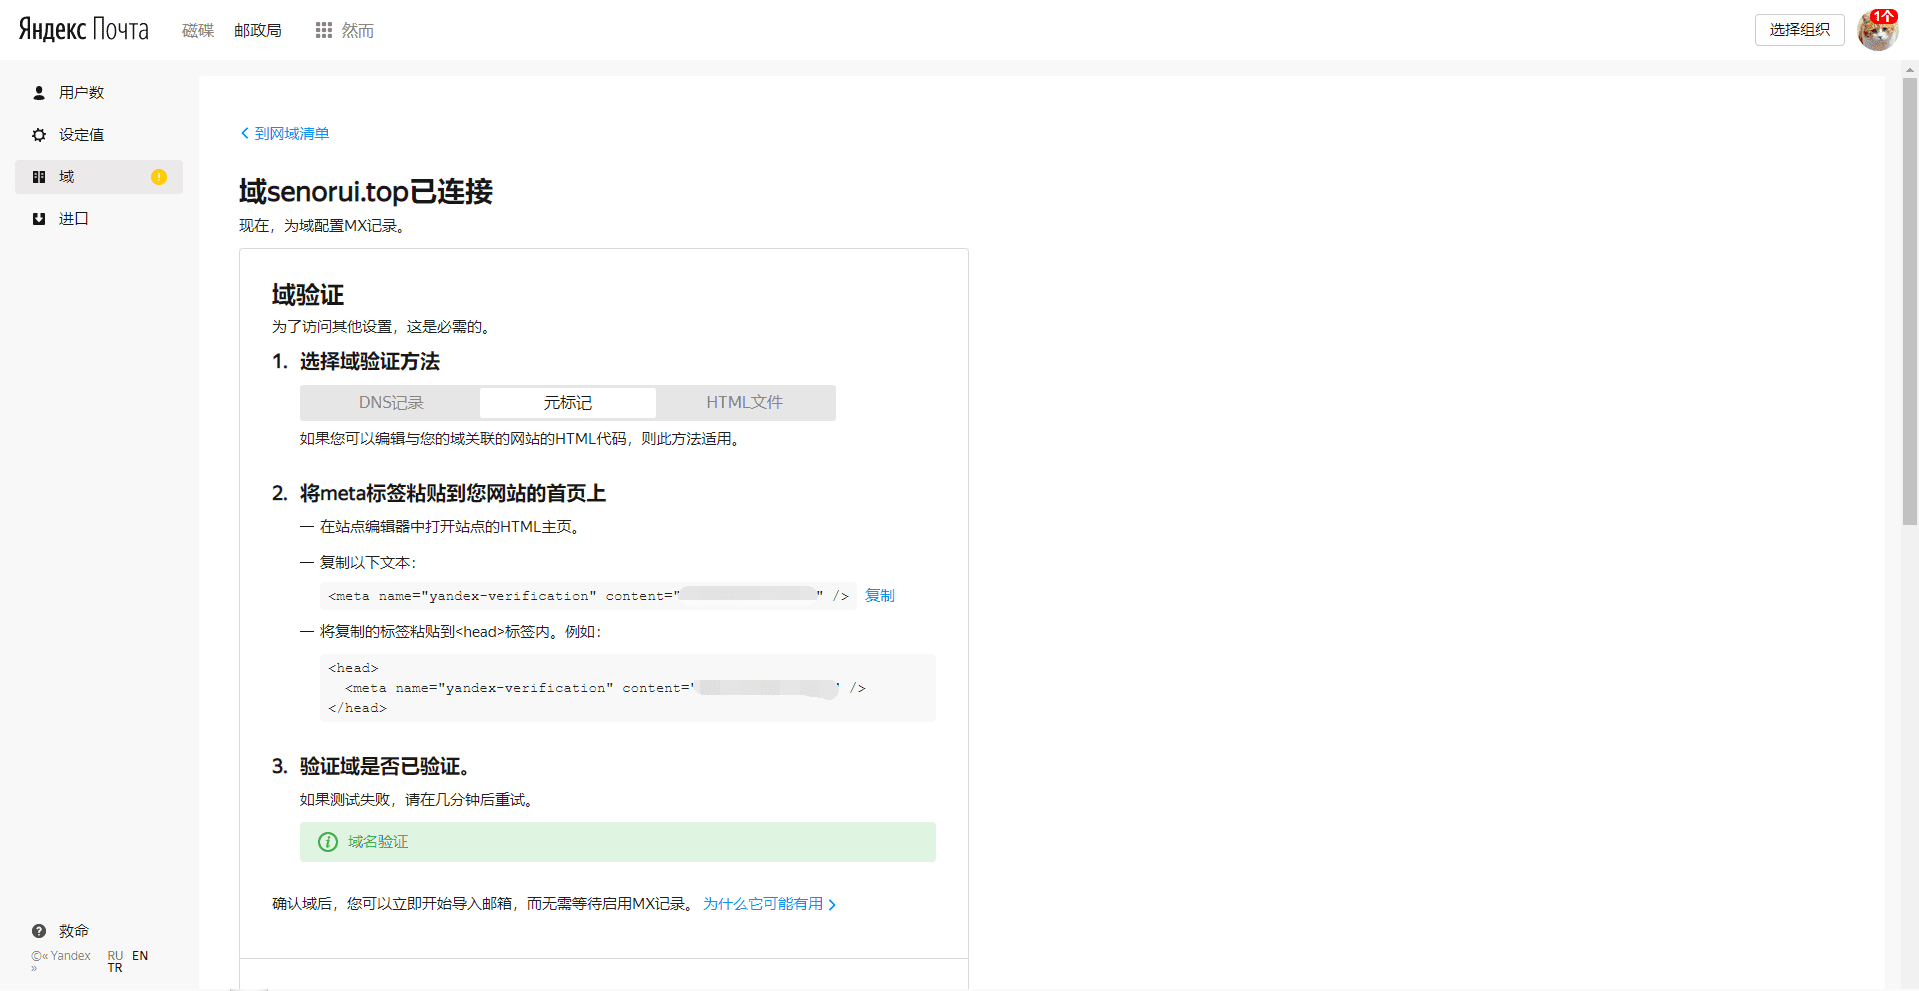 Яндекс Почта
磁碟
邮政局
然而
选择组织
1个
用户数
设定值
域
进口
到网域清单
域senorui.top已连接
现在，为域配置MX记录。
域验证
为了访问其他设置，这是必需的。
1. 选择域验证方法
DNS记录
元标记
HTML文件
如果您可以编辑与您的域关联的网站的HTML代码，则此方法适用。
2. 将meta标签粘贴到您网站的首页上
— 在站点编辑器中打开站点的HTML主页。
— 复制以下文本：
<meta name="yandex-verification" content="" /> 复制
— 将复制的标签粘贴到<head>标签内。例如：
<head>
<meta name="yandex-verification" content='' />
</head>
3. 验证域是否已验证。
如果测试失败，请在几分钟后重试。
域名验证
确认域后，您可以立即开始导入邮箱，而无需等待启用MX记录。 为什么它可能有用
救命
©« Yandex
»
RU EN
TR